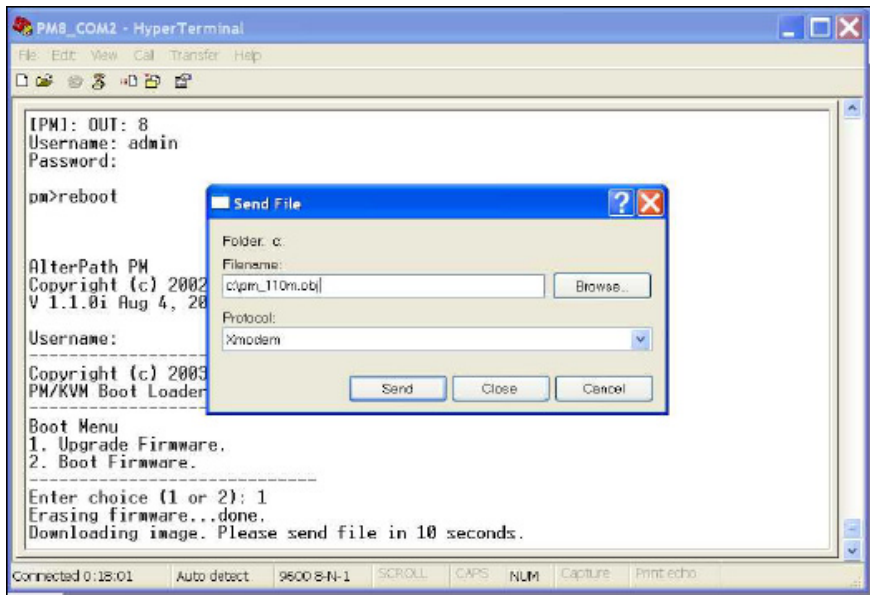 PM8_COM2 - HyperTerminal
File Edit View Call Transfer Help
[PM]: OUT: 8
Username: admin
Password:
pm>reboot
AlterPath PM
Copyright (c) 2002
V 1.1.0i Aug 4, 20
Username:
Copyright (c) 2003
PM/KVM Boot Loader
Boot Menu
1. Upgrade Firmware.
2. Boot Firmware.
Enter choice (1 or 2): 1
Erasing firmware...done.
Downloading image. Please send file in 10 seconds.
Send File
Folder: c:
Filename:
c:\pm_110m.obj
Browse...
Protocol:
Xmodem
Send Close Cancel
Connected 0:18:01 Auto detect 9600 8-N-1 SCROLL CAPS NUM Capture Print echo